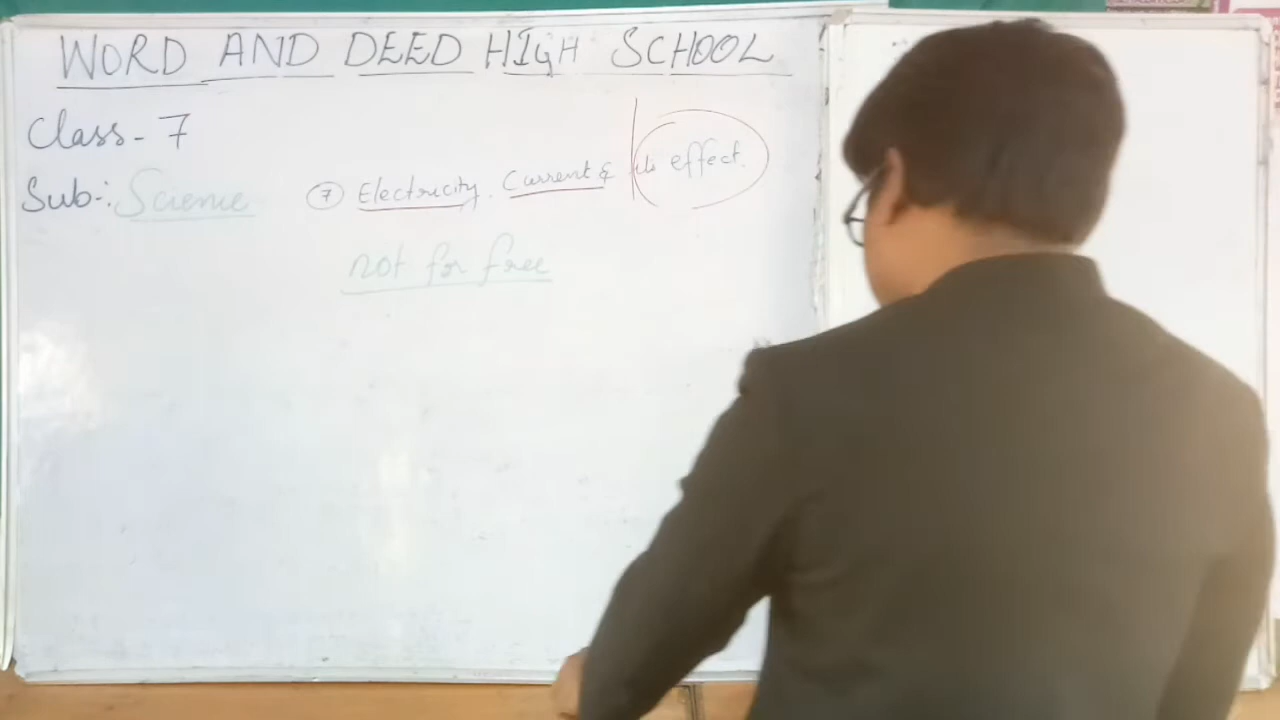 WORD AND DEED HIGH SCHOOL
Class - 7
Sub-: Science
⑦ Electricity. Current & its effect.
not for free